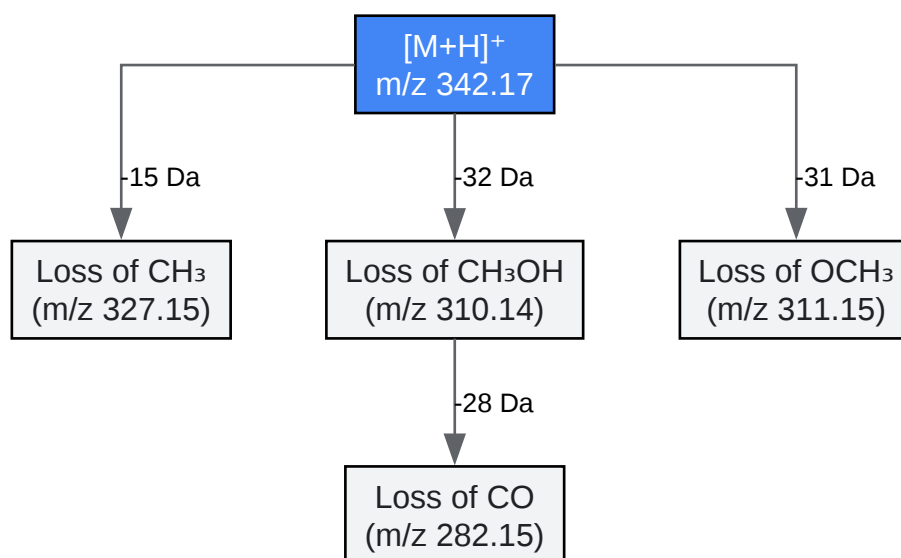 [M+H]⁺
m/z 342.17
-15 Da
-32 Da
-31 Da
Loss of CH₃
(m/z 327.15)
Loss of CH₃OH
(m/z 310.14)
Loss of OCH₃
(m/z 311.15)
-28 Da
Loss of CO
(m/z 282.15)